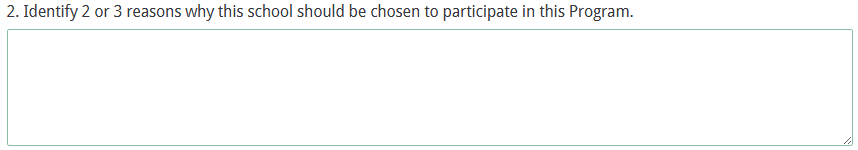 2. Identify 2 or 3 reasons why this school should be chosen to participate in this Program.